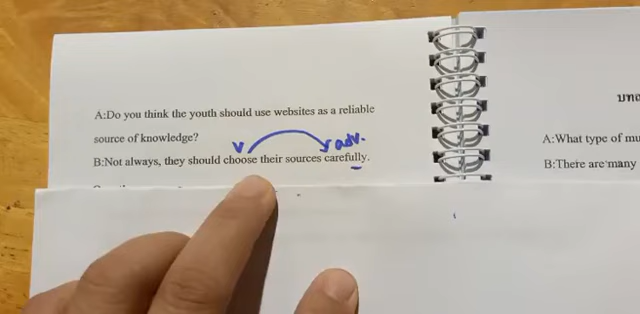 A:Do you think the youth should use websites as a reliable
source of knowledge?
v adv.
B:Not always, they should choose their sources carefully.
A:What type of mu
B:There are many